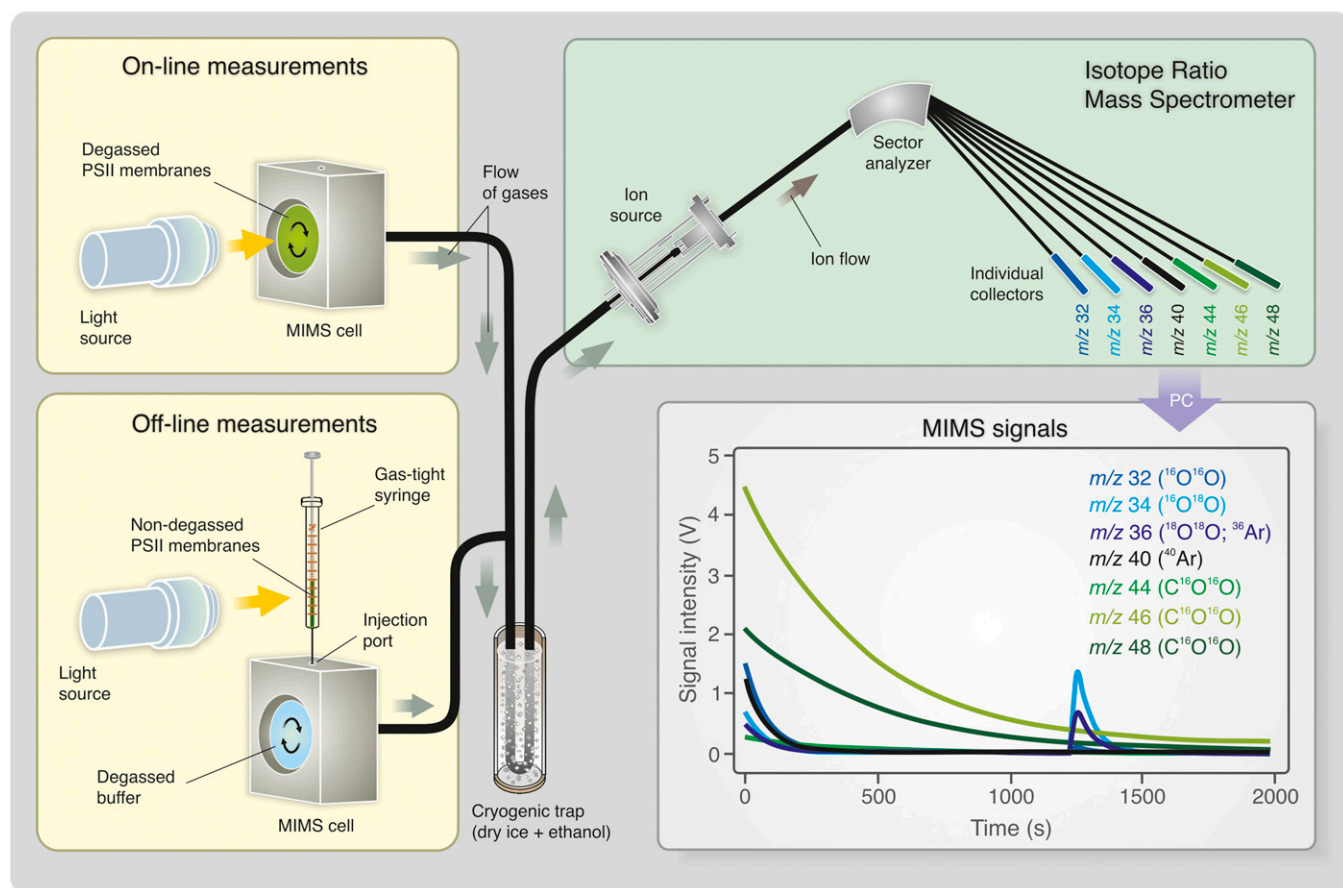 On-line measurements
Degassed
PSII membranes
Light
source
MIMS cell
Flow
of gases
Off-line measurements
Gas-tight
syringe
Non-degassed
PSII membranes
Injection
port
Light
source
Degassed
buffer
MIMS cell
Cryogenic trap
(dry ice + ethanol)
Isotope Ratio
Mass Spectrometer
Sector
analyzer
Ion
source
Ion flow
Individual
collectors
m/z 32
m/z 34
m/z 36
m/z 40
m/z 44
m/z 46
m/z 48
PC
MIMS signals
m/z 32 (¹⁶O¹⁶O)
m/z 34 (¹⁶O¹⁸O)
m/z 36 (¹⁸O¹⁸O; ³⁶Ar)
m/z 40 (⁴⁰Ar)
m/z 44 (C¹⁶O¹⁶O)
m/z 46 (C¹⁶O¹⁶O)
m/z 48 (C¹⁶O¹⁶O)
Signal intensity (V)
5
4
3
2
1
0
0 500 1000 1500 2000
Time (s)